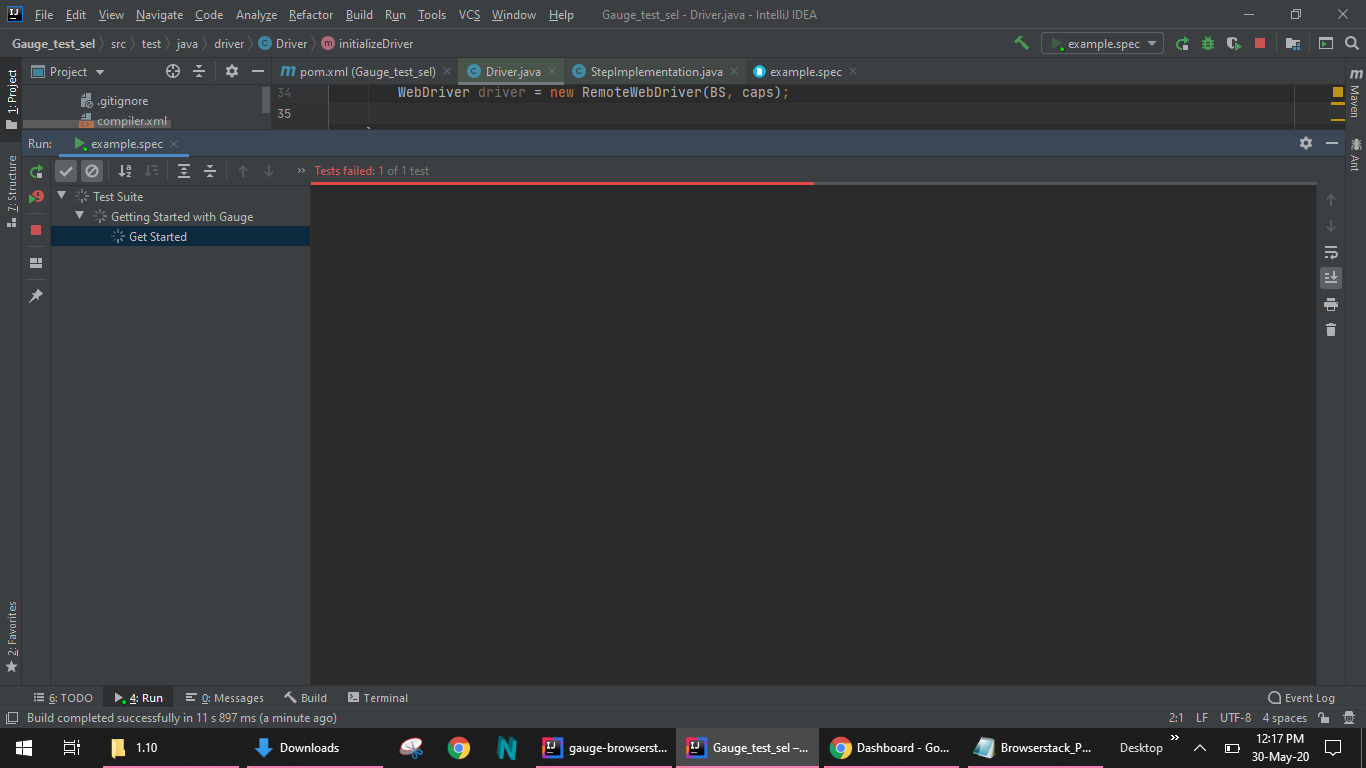 File Edit View Navigate Code Analyze Refactor Build Run Tools VCS Window Help Gauge_test_sel - Driver.java - IntelliJ IDEA
Gauge_test_sel src test java driver C Driver m initializeDriver example.spec
Project m pom.xml (Gauge_test_sel) C Driver.java C StepImplementation.java example.spec
.gitignore
compiler.xml
34 WebDriver driver = new RemoteWebDriver(BS, caps);
35
Run: example.spec
Tests failed: 1 of 1 test
Test Suite
Getting Started with Gauge
Get Started
1: Project
7: Structure
2: Favorites
m Maven
Ant
6: TODO 4: Run 0: Messages Build Terminal Event Log
Build completed successfully in 11 s 897 ms (a minute ago) 2:1 LF UTF-8 4 spaces
1.10 Downloads gauge-browserst... Gauge_test_sel –... Dashboard - Go... Browserstack_P... Desktop 12:17 PM
30-May-20